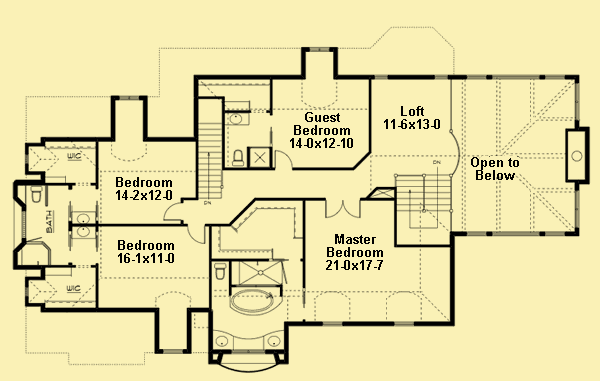 Guest
Bedroom
14-0x12-10
Loft
11-6x13-0
DN
Open to
Below
WIC
Bedroom
14-2x12-0
DN
BATH
Bedroom
16-1x11-0
Master
Bedroom
21-0x17-7
WIC